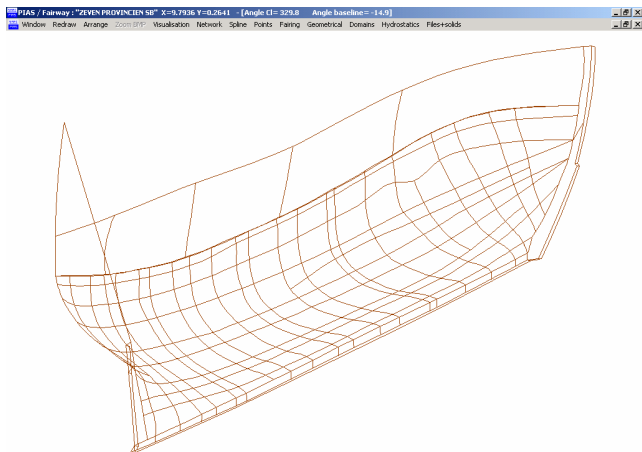 PIAS / Fairway : "ZEVEN PROVINCIEN SB" X=9.7936 Y=0.2641 - [Angle Cl= 329.8 Angle baseline= -14.9]
Window Redraw Arrange Zoom BMP Visualisation Network Spline Points Fairing Geometrical Domains Hydrostatics Files+solids